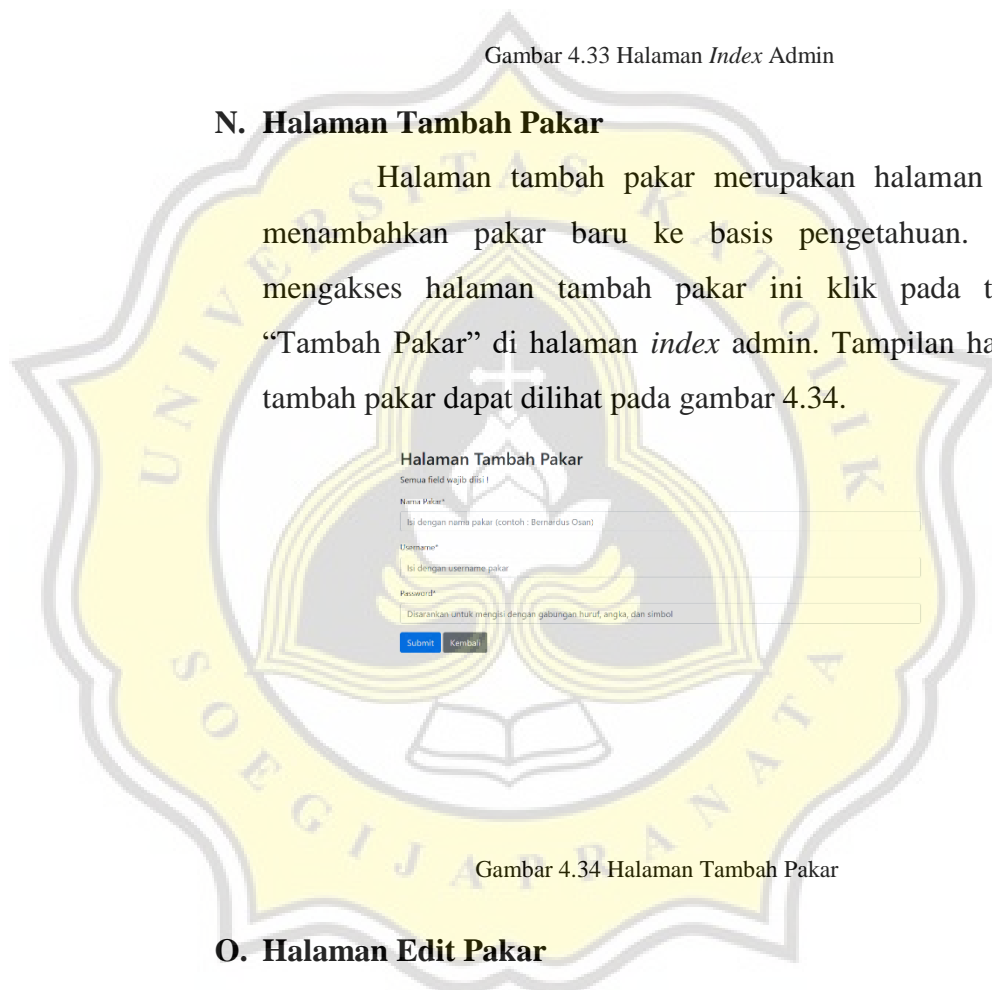 Gambar 4.33 Halaman Index Admin
N. Halaman Tambah Pakar
Halaman tambah pakar merupakan halaman
menambahkan pakar baru ke basis pengetahuan.
mengakses halaman tambah pakar ini klik pada t
“Tambah Pakar” di halaman index admin. Tampilan ha
tambah pakar dapat dilihat pada gambar 4.34.
Halaman Tambah Pakar
Semua field wajib diisi !
Nama Pakar*
Isi dengan nama pakar (contoh : Bernardus Osan)
Username*
Isi dengan username pakar
Password*
Disarankan untuk mengisi dengan gabungan huruf, angka, dan simbol
Submit Kembali
Gambar 4.34 Halaman Tambah Pakar
O. Halaman Edit Pakar
UNIVERSITAS KATOLIK
SOEGIJAPRANATA